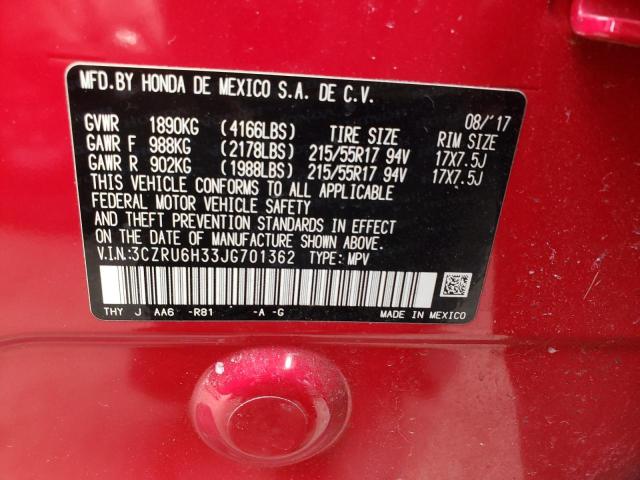 MFD.BY HONDA DE MEXICO S.A. DE C.V.
08/'17
GVWR 1890KG (4166LBS) TIRE SIZE RIM SIZE
GAWR F 988KG (2178LBS) 215/55R17 94V 17X7.5J
GAWR R 902KG (1988LBS) 215/55R17 94V 17X7.5J
THIS VEHICLE CONFORMS TO ALL APPLICABLE
FEDERAL MOTOR VEHICLE SAFETY
AND THEFT PREVENTION STANDARDS IN EFFECT
ON THE DATE OF MANUFACTURE SHOWN ABOVE.
V.I.N.:3CZRU6H33JG701362 TYPE: MPV
THY J AA6 -R81 -A -G MADE IN MEXICO